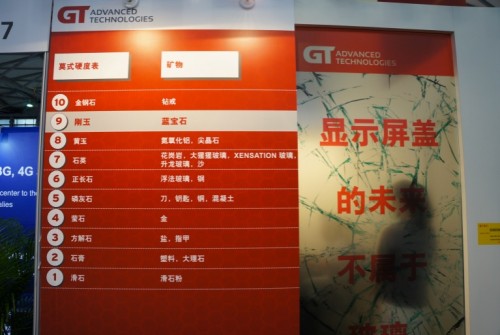 GT ADVANCED
TECHNOLOGIES
莫式硬度表 矿物
10 金钢石 钻戒
9 刚玉 蓝宝石
8 黄玉 氮氧化铝，尖晶石
7 石英 花岗岩，大猩猩玻璃，XENSATION 玻璃，
升龙玻璃，沙
6 正长石 浮法玻璃，钢
5 磷灰石 刀，钥匙，钢，混凝土
4 萤石 金
3 方解石 盐，指甲
2 石膏 塑料，大理石
1 滑石 滑石粉
GT ADVANCED
TECHNOLOGIES
显示屏盖
的未来
不属于
玻璃
7
3G, 4G
center to the